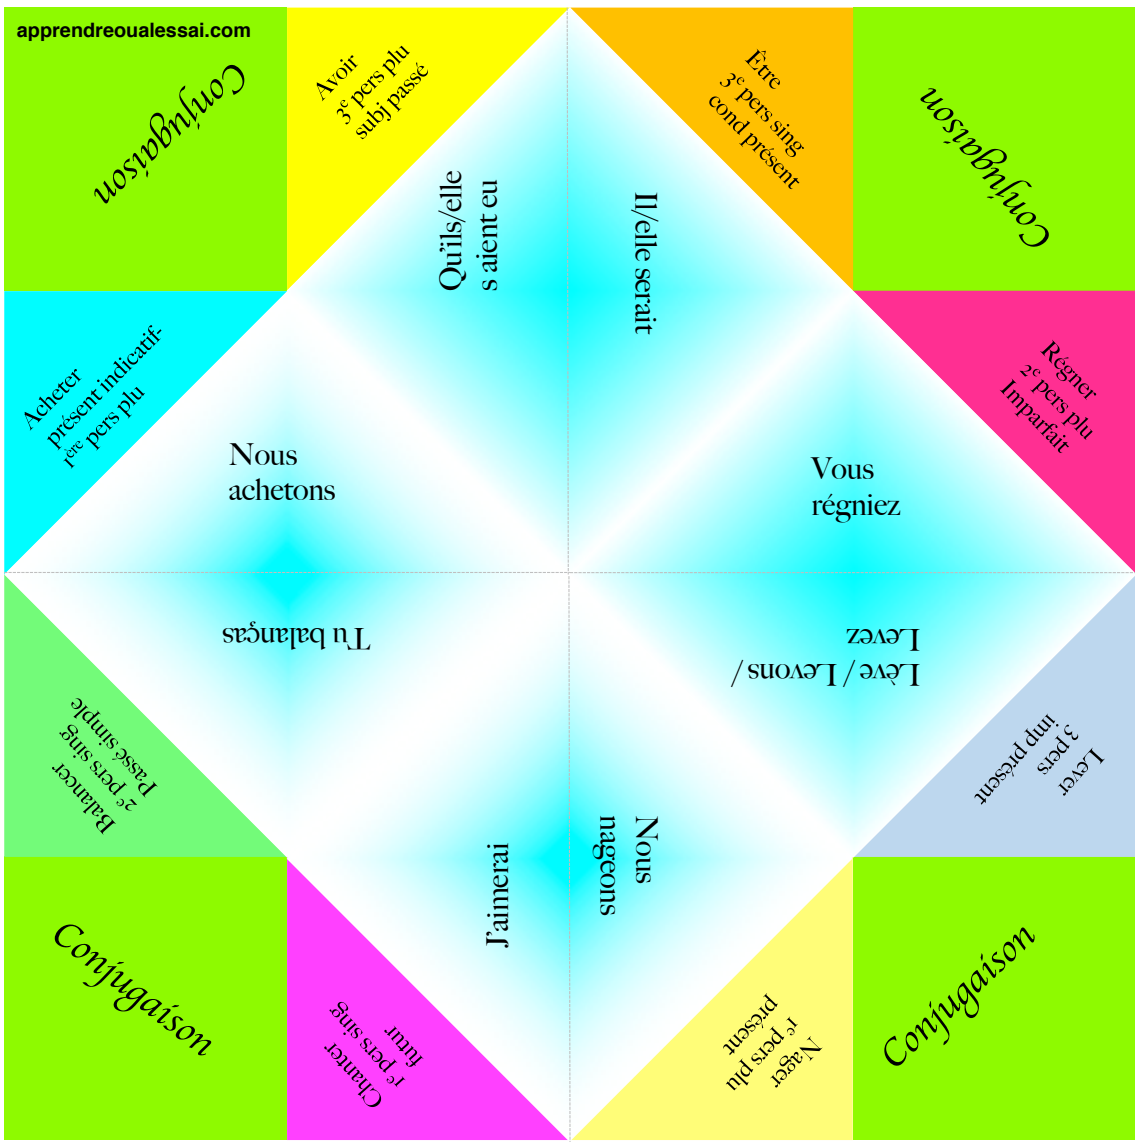 apprendreoualessai.com
Conjugaison
Avoir
3e pers plu
subj passé
Être
3e pers sing
cond présent
Conjugaison
Qu'ils/elle
s aient eu
Il/elle serait
Acheter
présent indicatif-
1ère pers plu
Régner
2e pers plu
Imparfait
Nous
achetons
Vous
régniez
Tu balanças
Lève / Levons /
Levez
Balancer
2e pers sing
Passé simple
Lever
3 pers
imp présent
J'aimerai
Nous
nageons
Conjugaison
Chanter
1e pers sing
futur
Nager
1e pers plu
présent
Conjugaison